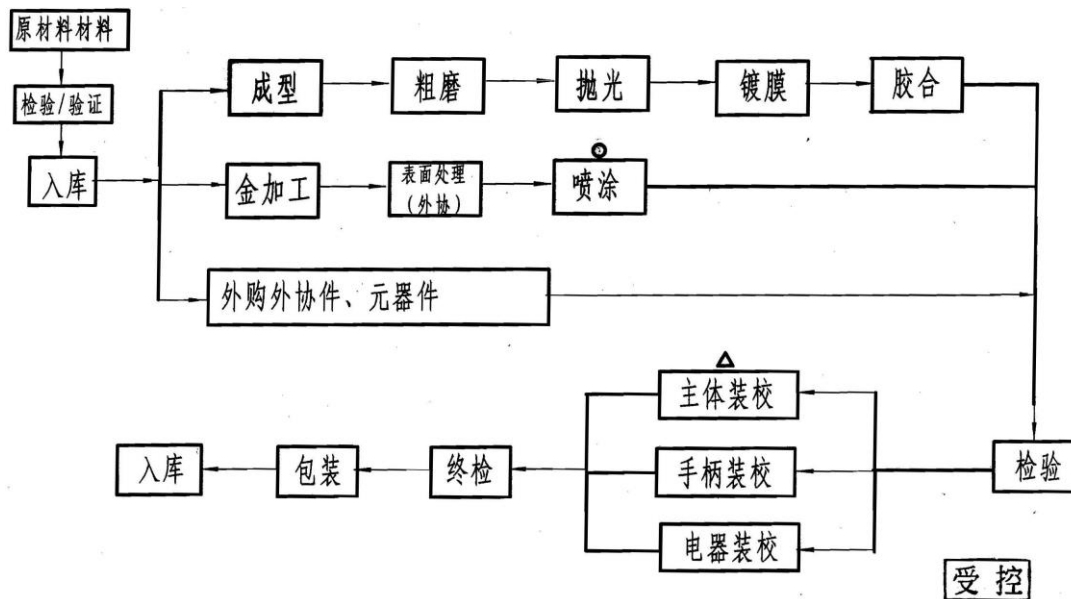 原材料材料
检验/验证
入库
成型
粗磨
抛光
镀膜
胶合
金加工
表面处理
(外协)
喷涂
外购外协件、元器件
主体装校
手柄装校
电器装校
检验
终检
包装
入库
受控